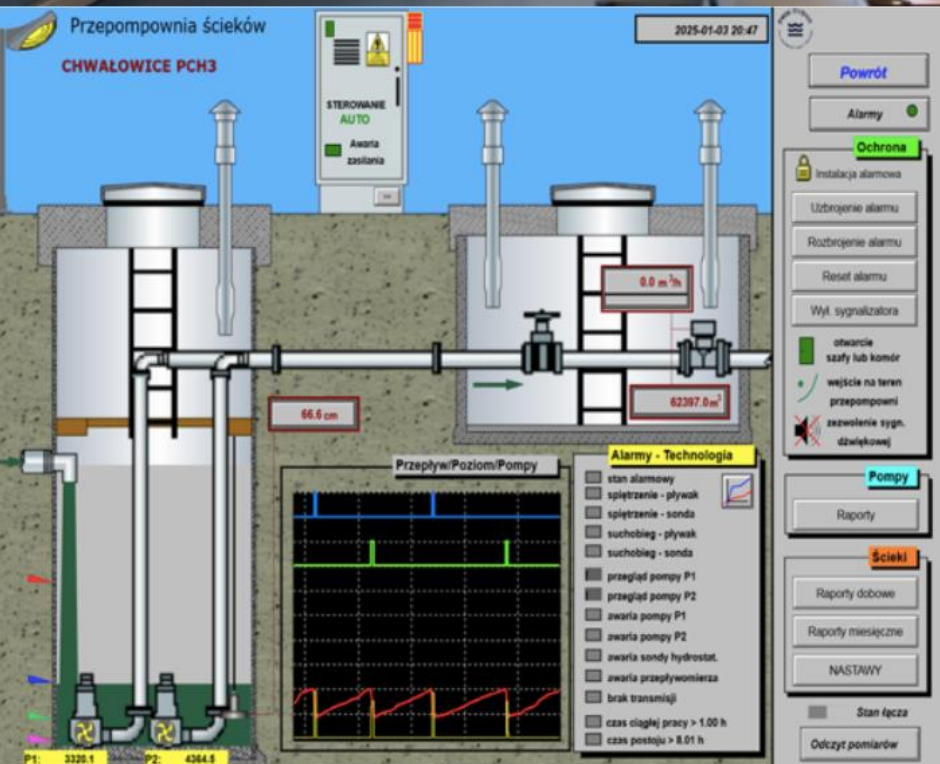 Przepompownia ścieków
CHWAŁOWICE PCH3
STEROWANIE
AUTO
Awaria
zasilania
2025-01-03 20:47
Powrót
Alarmy
Ochrona
Instalacja alarmowa
Uzbrojenie alarmu
Rozbrojenie alarmu
Reset alarmu
Wył. sygnalizatora
otwarcie
szafy lub komór
wejście na teren
przepompowni
zezwolenie sygn.
dźwiękowej
Pompy
Raporty
Ścieki
Raporty dobowe
Raporty miesięczne
NASTAWY
Stan łącza
Odczyt pomiarów
0.0 m³/h
62397.0 m³
66.6 cm
Przepływ/Poziom/Pompy
Alarmy - Technologia
stan alarmowy
spiętrzenie - pływak
spiętrzenie - sonda
suchobieg - pływak
suchobieg - sonda
przegląd pompy P1
przegląd pompy P2
awaria pompy P1
awaria pompy P2
awaria sondy hydrostat.
awaria przepływomierza
brak transmisji
czas ciągłej pracy > 1.00 h
czas postoju > 8.01 h
P1: 3320.1
P2: 4364.5